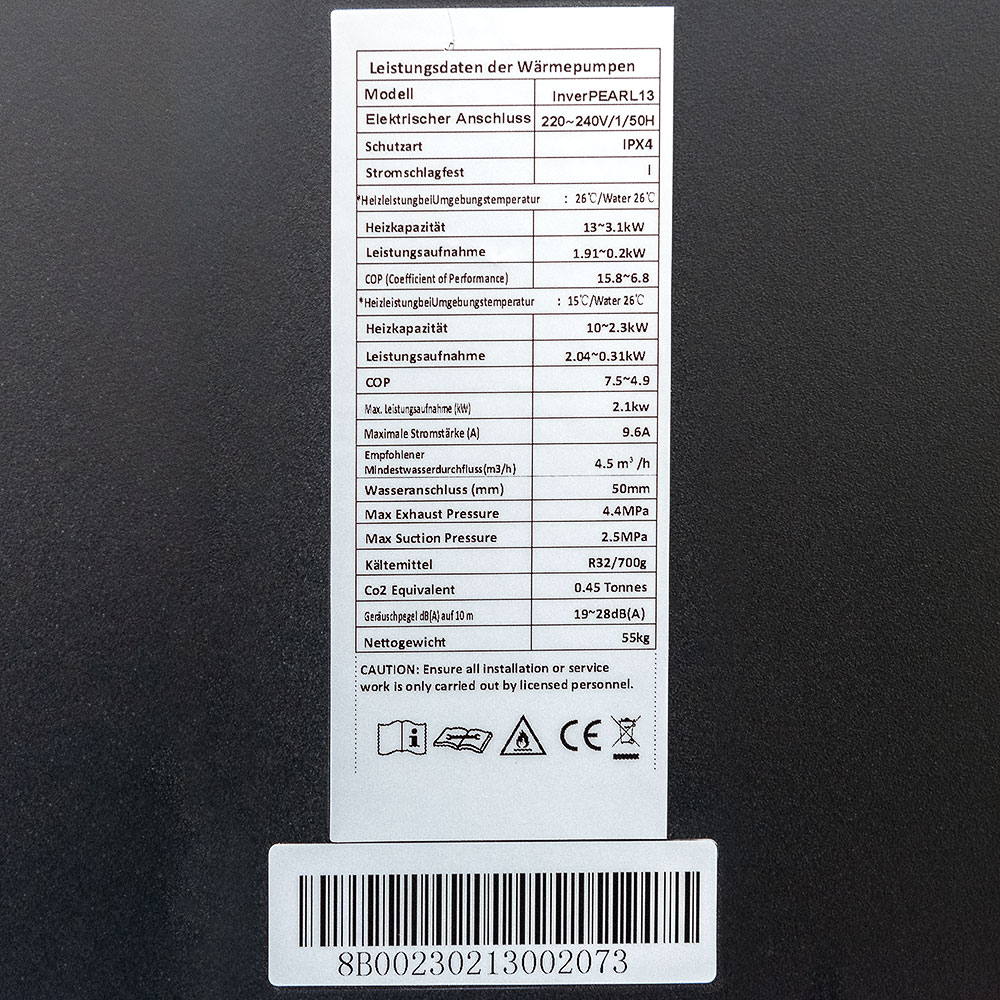 Leistungsdaten der Wärmepumpen
Modell InverPEARL13
Elektrischer Anschluss 220~240V/1/50H
Schutzart IPX4
Stromschlagfest I
*HeizleistungbeiUmgebungstemperatur : 26℃/Water 26℃
Heizkapazität 13~3.1kW
Leistungsaufnahme 1.91~0.2kW
COP (Coefficient of Performance) 15.8~6.8
*HeizleistungbeiUmgebungstemperatur : 15℃/Water 26℃
Heizkapazität 10~2.3kW
Leistungsaufnahme 2.04~0.31kW
COP 7.5~4.9
Max. Leistungsaufnahme (kW) 2.1kw
Maximale Stromstärke (A) 9.6A
Empfohlener
Mindestwasserdurchfluss(m3/h) 4.5 m³ /h
Wasseranschluss (mm) 50mm
Max Exhaust Pressure 4.4MPa
Max Suction Pressure 2.5MPa
Kältemittel R32/700g
Co2 Equivalent 0.45 Tonnes
Geräuschpegel dB(A) auf 10 m 19~28dB(A)
Nettogewicht 55kg
CAUTION: Ensure all installation or service
work is only carried out by licensed personnel.
i CE
8B00230213002073